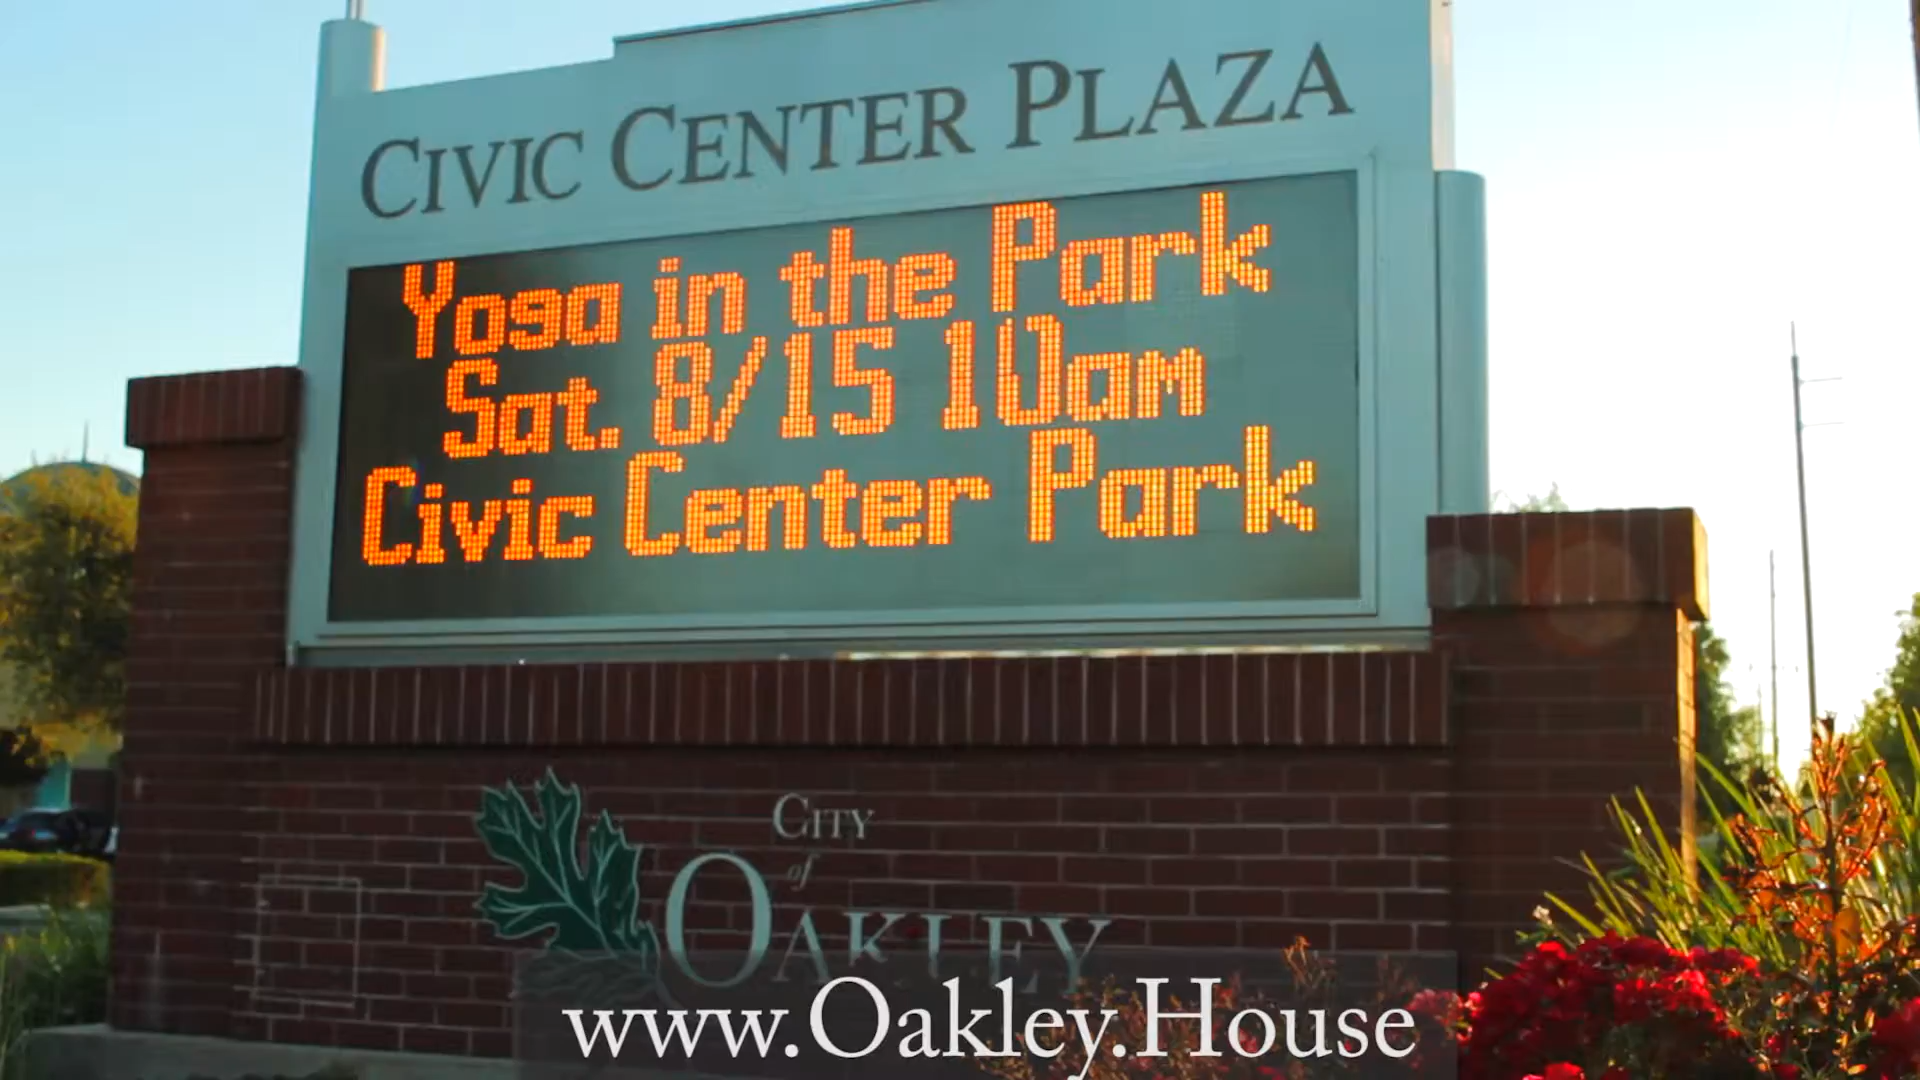 CIVIC CENTER PLAZA
Yoga in the Park
Sat. 8/15 10am
Civic Center Park
CITY
of
OAKLEY
www.Oakley.House